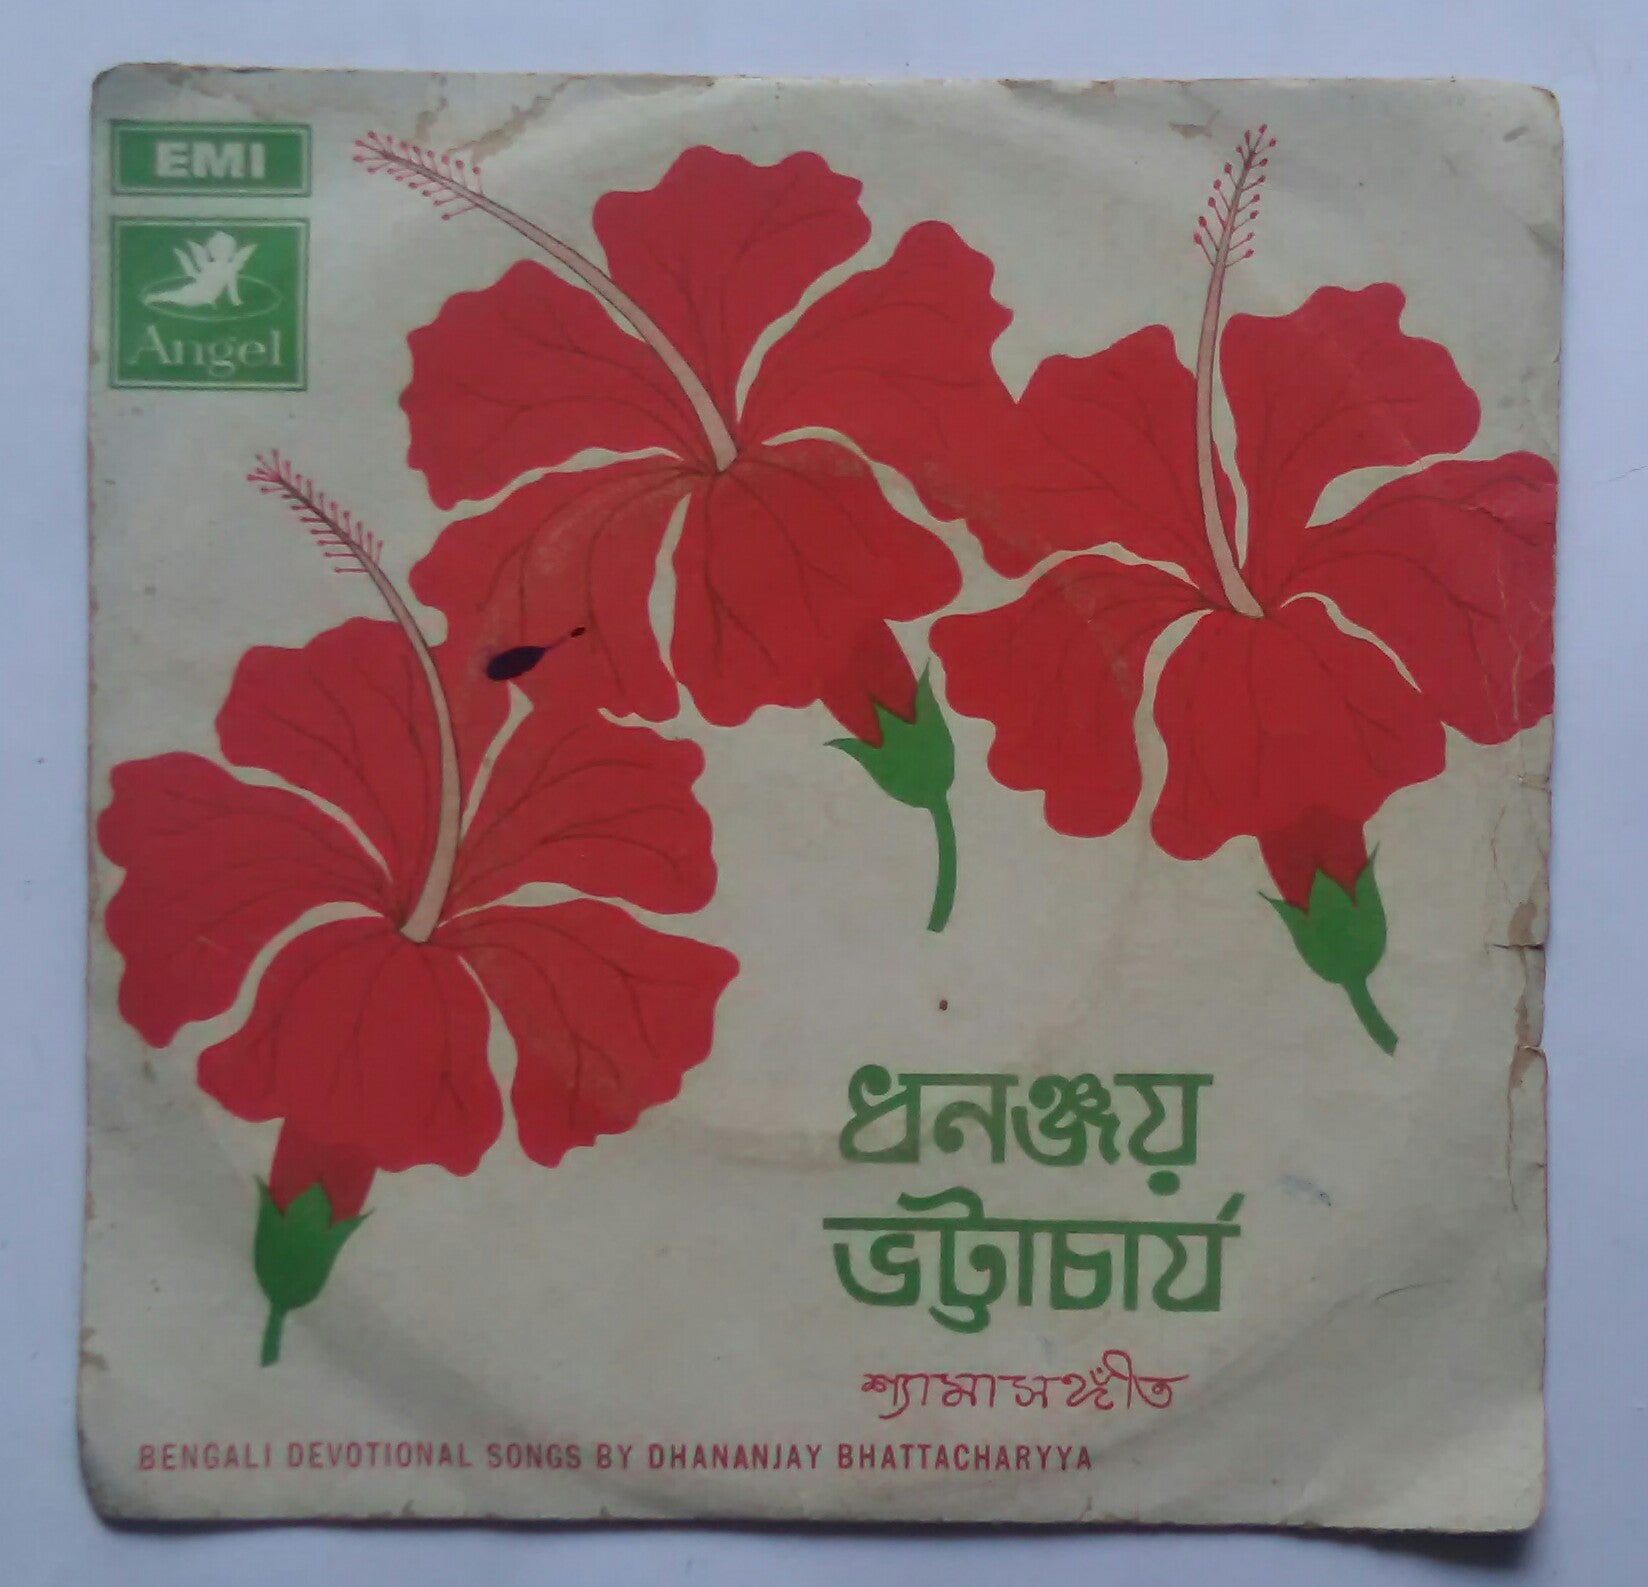 EMI
Angel
ধনঞ্জয়
ভট্টাচার্য
শ্যামাসঙ্গীত
BENGALI DEVOTIONAL SONGS BY DHANANJAY BHATTACHARYYA